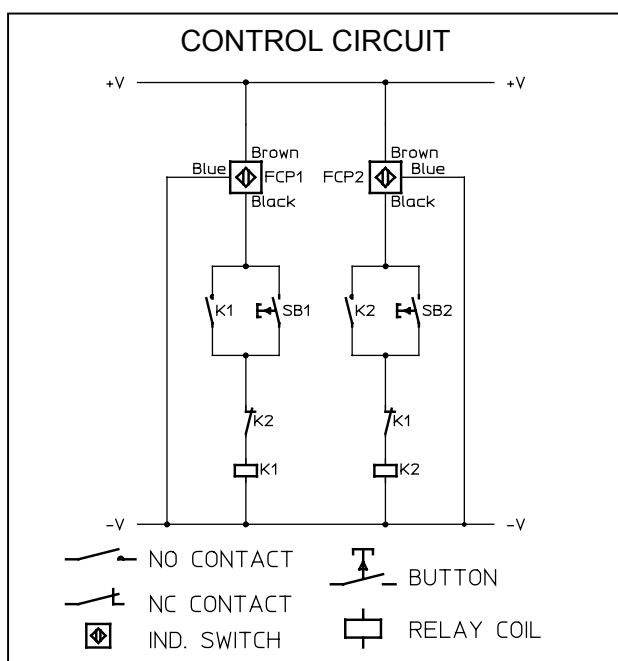 CONTROL CIRCUIT
+V +V
Brown Brown
Blue FCP1 FCP2 Blue
Black Black
K1 SB1 K2 SB2
K2 K1
K1 K2
-V -V
NO CONTACT BUTTON
NC CONTACT
IND. SWITCH RELAY COIL